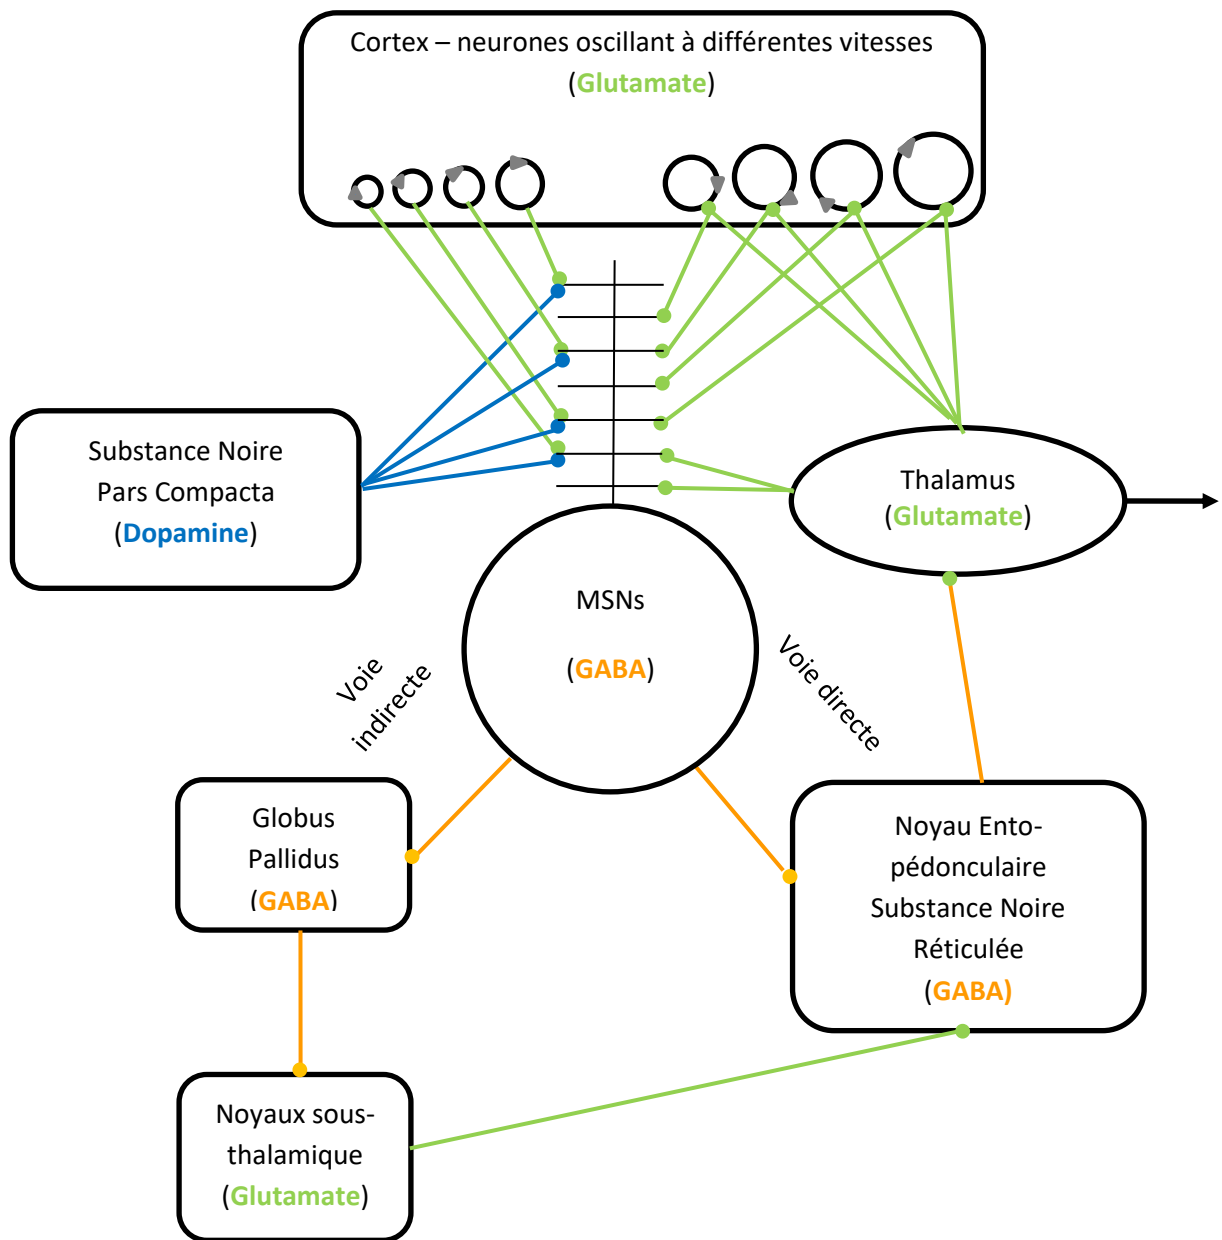 Cortex – neurones oscillant à différentes vitesses
(Glutamate)
Substance Noire
Pars Compacta
(Dopamine)
Thalamus
(Glutamate)
MSNs
(GABA)
Voie
indirecte
Voie directe
Globus
Pallidus
(GABA)
Noyau Ento-
pédonculaire
Substance Noire
Réticulée
(GABA)
Noyaux sous-
thalamique
(Glutamate)